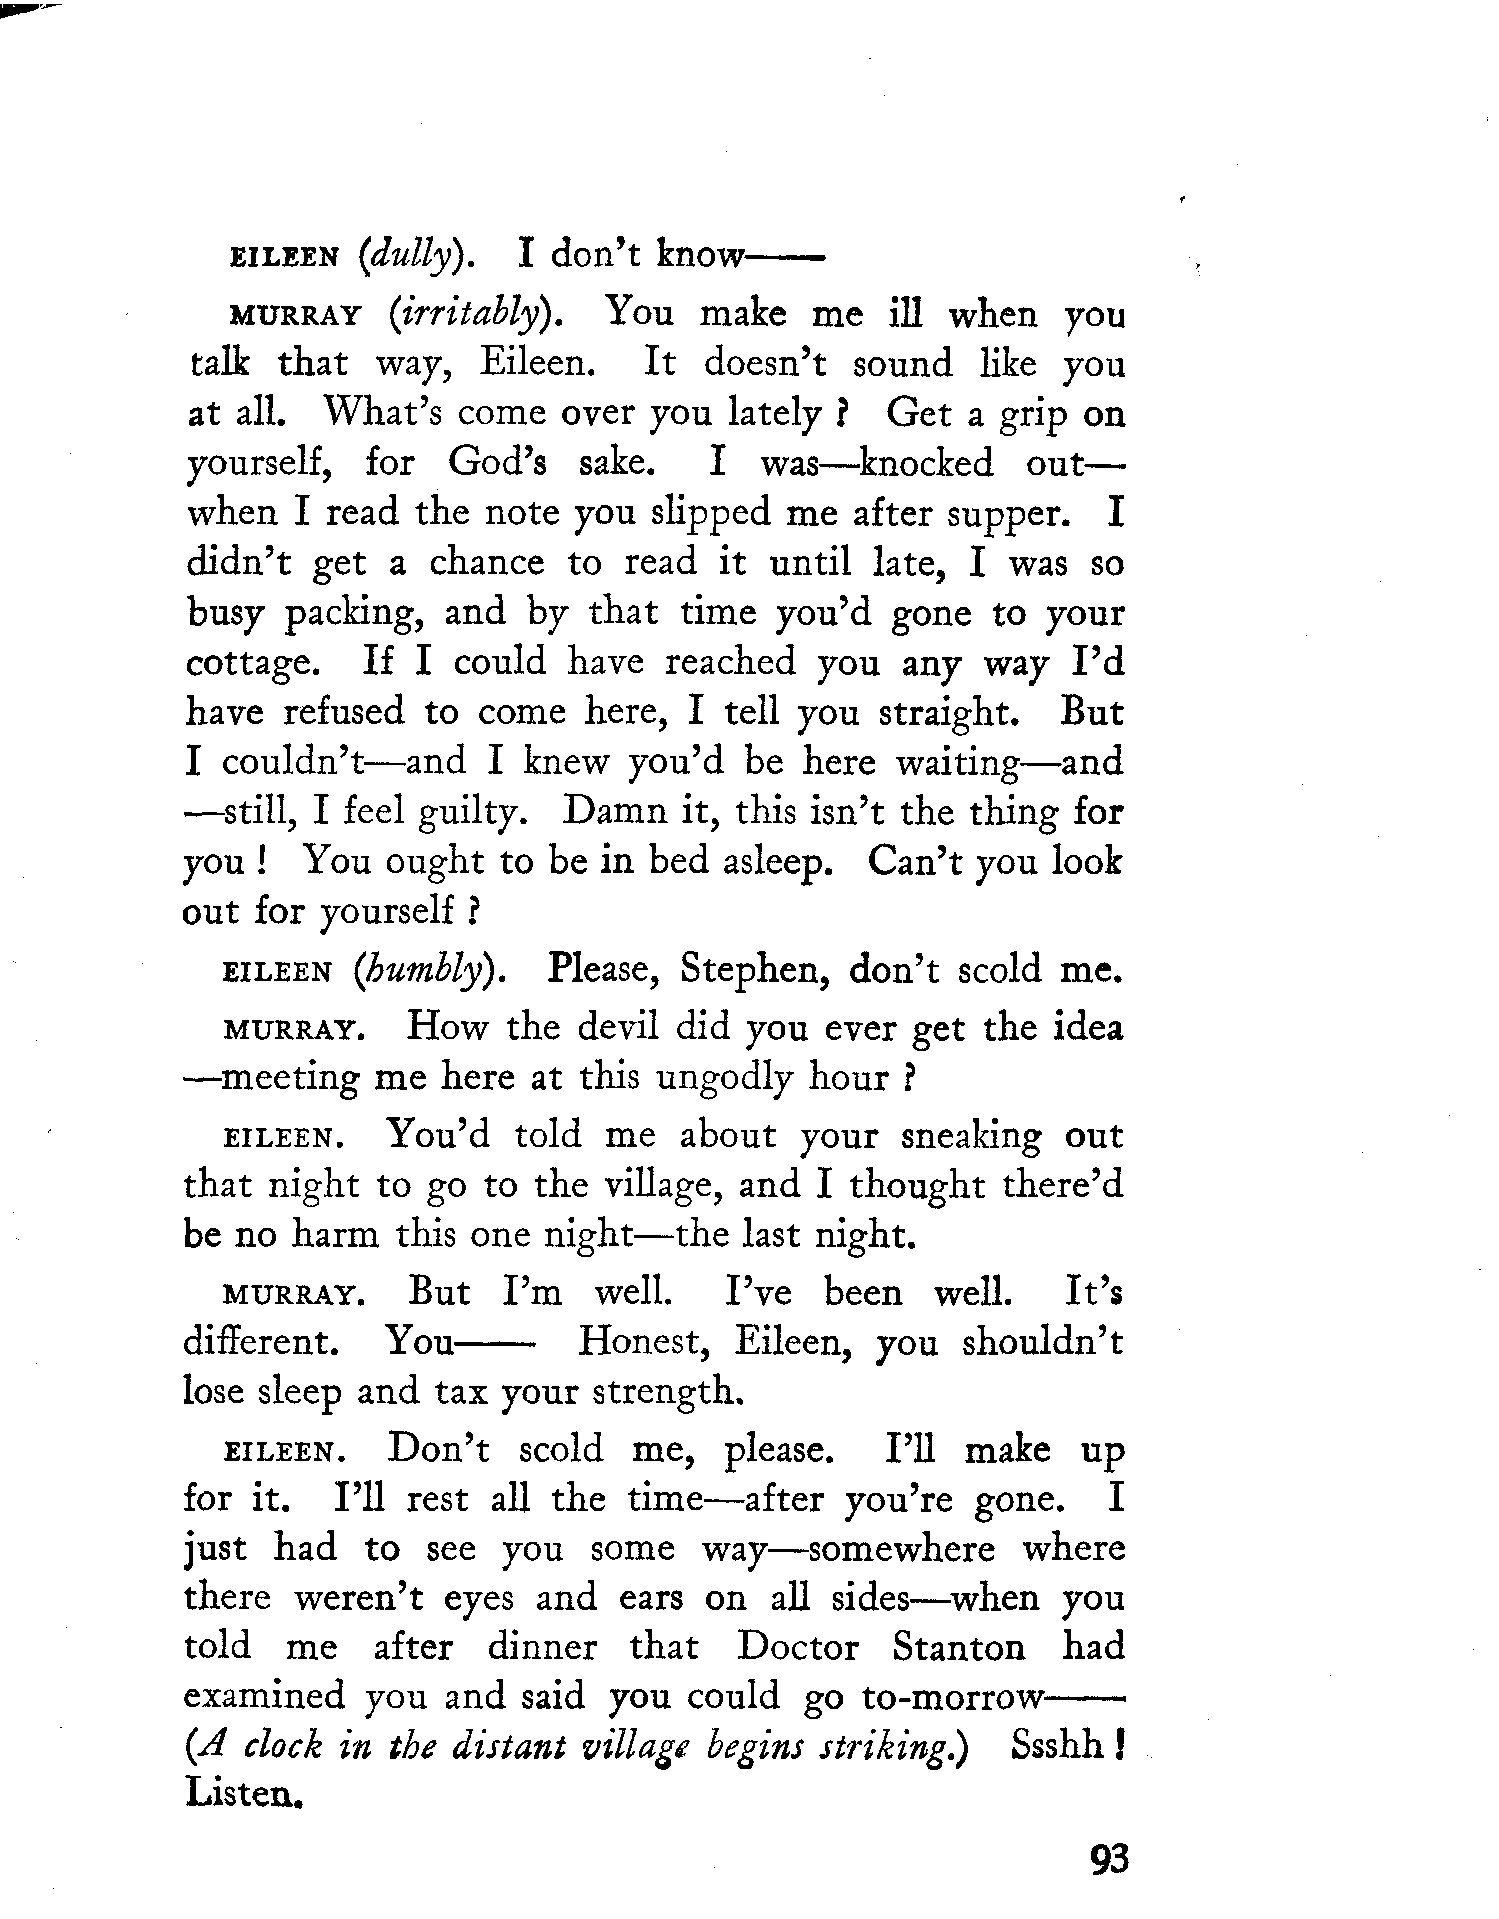 EILEEN (dully). I don't know——
MURRAY (irritably). You make me ill when you
talk that way, Eileen. It doesn't sound like you
at all. What's come over you lately ? Get a grip on
yourself, for God's sake. I was—knocked out—
when I read the note you slipped me after supper. I
didn't get a chance to read it until late, I was so
busy packing, and by that time you'd gone to your
cottage. If I could have reached you any way I'd
have refused to come here, I tell you straight. But
I couldn't—and I knew you'd be here waiting—and
—still, I feel guilty. Damn it, this isn't the thing for
you ! You ought to be in bed asleep. Can't you look
out for yourself ?
EILEEN (humbly). Please, Stephen, don't scold me.
MURRAY. How the devil did you ever get the idea
—meeting me here at this ungodly hour ?
EILEEN. You'd told me about your sneaking out
that night to go to the village, and I thought there'd
be no harm this one night—the last night.
MURRAY. But I'm well. I've been well. It's
different. You—— Honest, Eileen, you shouldn't
lose sleep and tax your strength.
EILEEN. Don't scold me, please. I'll make up
for it. I'll rest all the time—after you're gone. I
just had to see you some way—somewhere where
there weren't eyes and ears on all sides—when you
told me after dinner that Doctor Stanton had
examined you and said you could go to-morrow——
(A clock in the distant village begins striking.) Ssshh !
Listen.
93